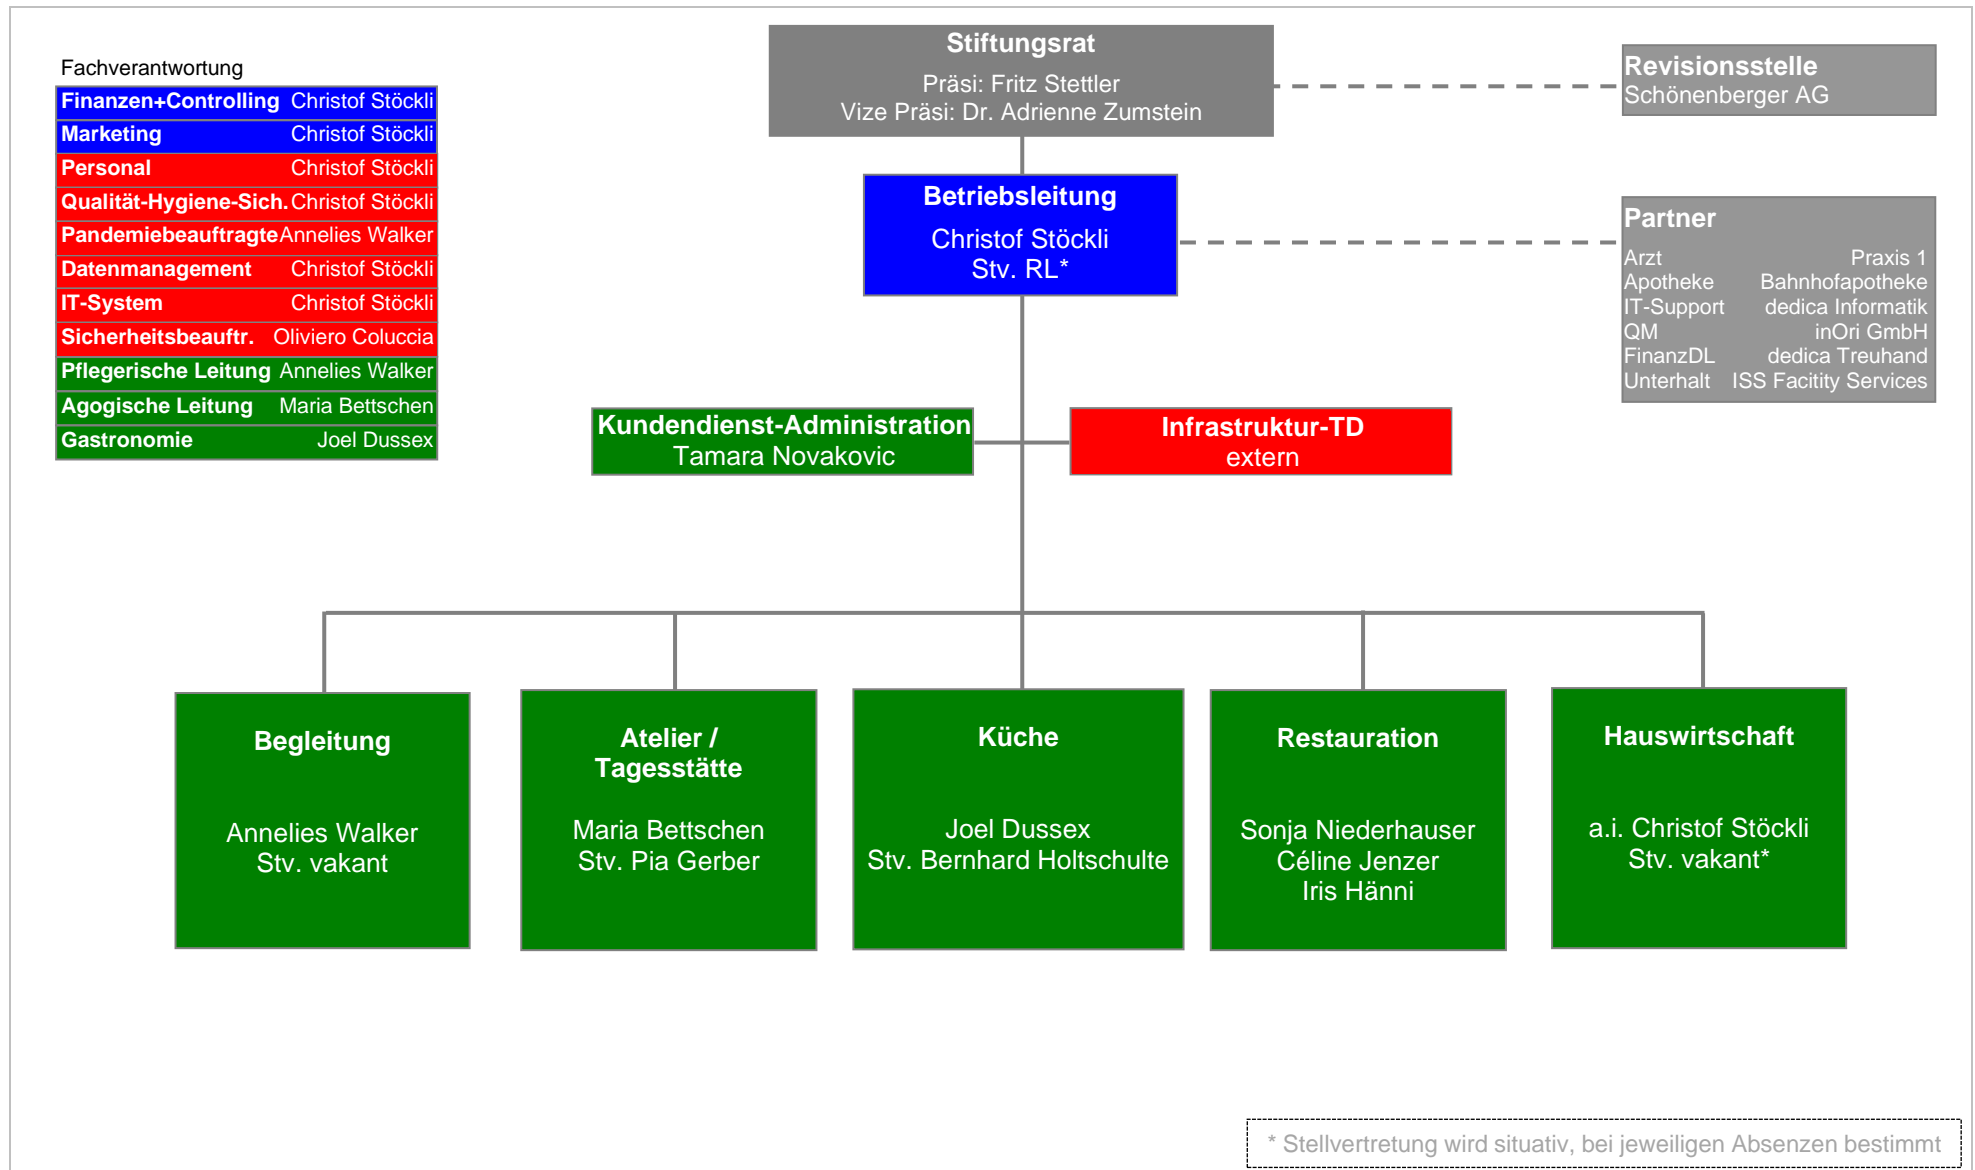 Fachverantwortung
Finanzen+Controlling Christof Stöckli
Marketing Christof Stöckli
Personal Christof Stöckli
Qualität-Hygiene-Sich. Christof Stöckli
Pandemiebeauftragte Annelies Walker
Datenmanagement Christof Stöckli
IT-System Christof Stöckli
Sicherheitsbeauftr. Oliviero Coluccia
Pflegerische Leitung Annelies Walker
Agogische Leitung Maria Bettschen
Gastronomie Joel Dussex
Stiftungsrat
Präsi: Fritz Stettler
Vize Präsi: Dr. Adrienne Zumstein
Revisionsstelle
Schönenberger AG
Betriebsleitung
Christof Stöckli
Stv. RL*
Partner
Arzt Praxis 1
Apotheke Bahnhofapotheke
IT-Support dedica Informatik
QM inOri GmbH
FinanzDL dedica Treuhand
Unterhalt ISS Facitity Services
Kundendienst-Administration
Tamara Novakovic
Infrastruktur-TD
extern
Begleitung
Annelies Walker
Stv. vakant
Atelier /
Tagesstätte
Maria Bettschen
Stv. Pia Gerber
Küche
Joel Dussex
Stv. Bernhard Holtschulte
Restauration
Sonja Niederhauser
Céline Jenzer
Iris Hänni
Hauswirtschaft
a.i. Christof Stöckli
Stv. vakant*
* Stellvertretung wird situativ, bei jeweiligen Absenzen bestimmt